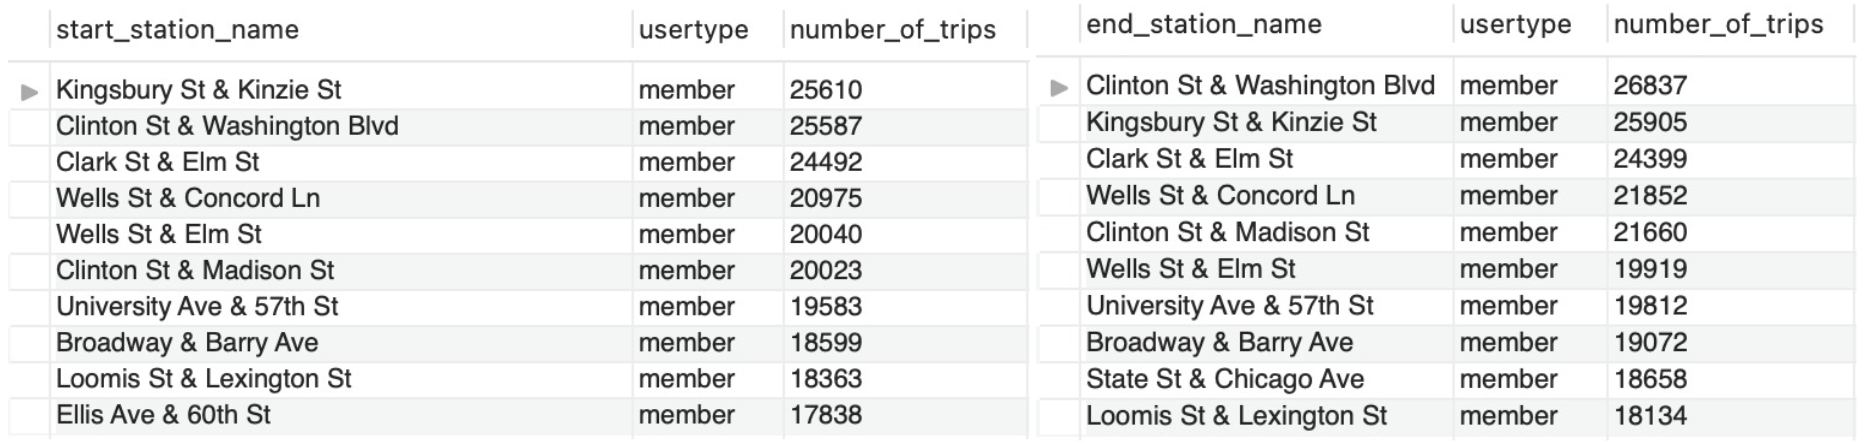 start_station_name usertype number_of_trips
Kingsbury St & Kinzie St member 25610
Clinton St & Washington Blvd member 25587
Clark St & Elm St member 24492
Wells St & Concord Ln member 20975
Wells St & Elm St member 20040
Clinton St & Madison St member 20023
University Ave & 57th St member 19583
Broadway & Barry Ave member 18599
Loomis St & Lexington St member 18363
Ellis Ave & 60th St member 17838
end_station_name usertype number_of_trips
Clinton St & Washington Blvd member 26837
Kingsbury St & Kinzie St member 25905
Clark St & Elm St member 24399
Wells St & Concord Ln member 21852
Clinton St & Madison St member 21660
Wells St & Elm St member 19919
University Ave & 57th St member 19812
Broadway & Barry Ave member 19072
State St & Chicago Ave member 18658
Loomis St & Lexington St member 18134